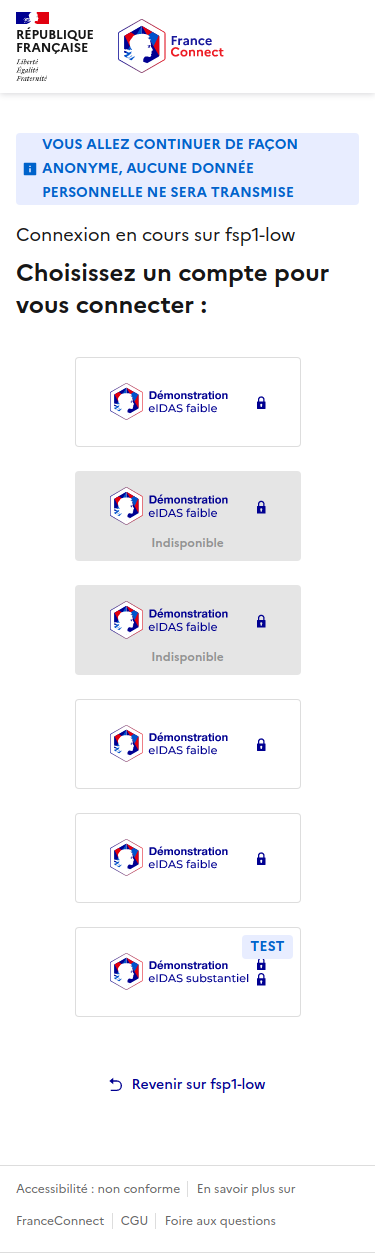 RÉPUBLIQUE
FRANÇAISE
Liberté
Égalité
Fraternité
France
Connect
VOUS ALLEZ CONTINUER DE FAÇON
ANONYME, AUCUNE DONNÉE
PERSONNELLE NE SERA TRANSMISE
Connexion en cours sur fsp1-low
Choisissez un compte pour
vous connecter :
Démonstration
eIDAS faible
Démonstration
eIDAS faible
Indisponible
Démonstration
eIDAS faible
Indisponible
Démonstration
eIDAS faible
Démonstration
eIDAS faible
TEST
Démonstration
eIDAS substantiel
Revenir sur fsp1-low
Accessibilité : non conforme
En savoir plus sur
FranceConnect
CGU
Foire aux questions